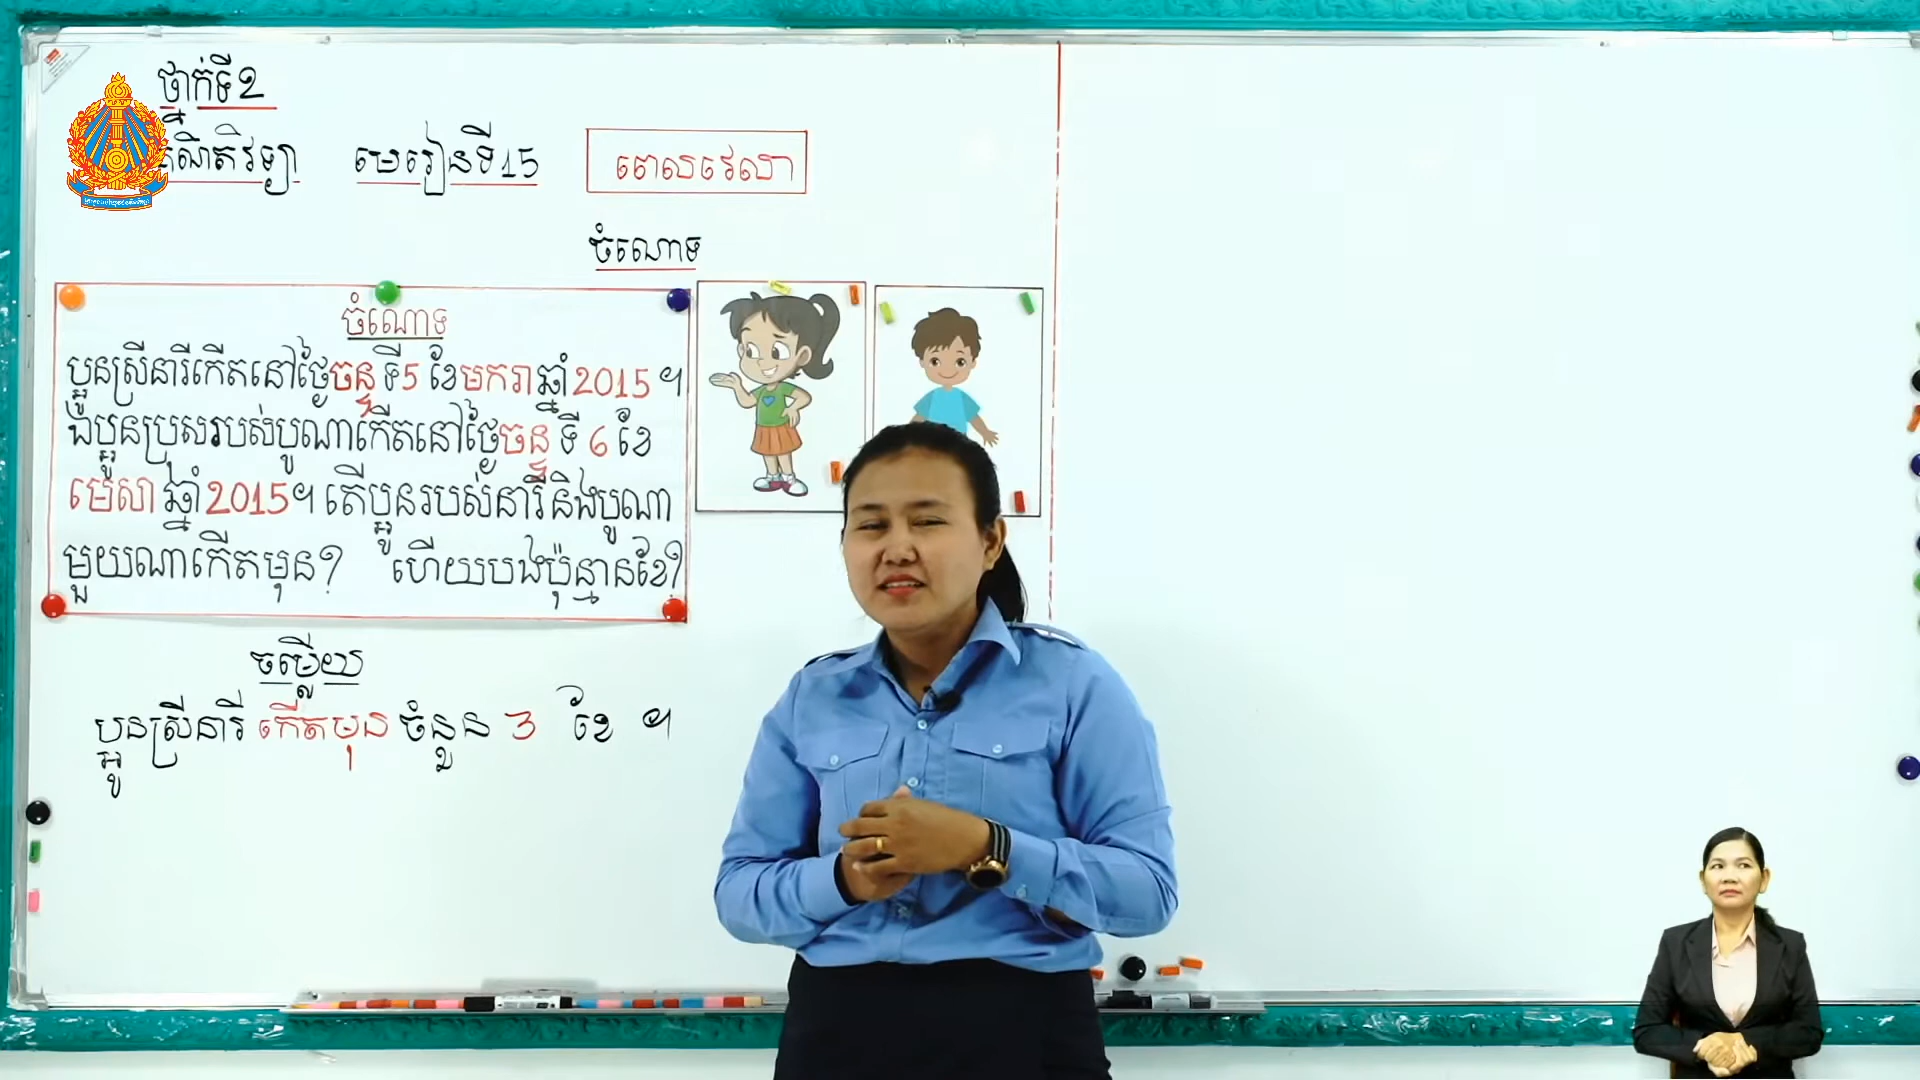 ថ្នាក់ទី២
គណិតវិទ្យា មេរៀនទី15 ពេលវេលា
ចំណោទ
ចំណោទ
ប្អូនស្រីនារីកើតនៅថ្ងៃចន្ទ ទី5 ខែមករា ឆ្នាំ 2015 ។
ឯប្អូនប្រុសរបស់បូណាកើតនៅថ្ងៃចន្ទ ទី 6 ខែ
មេសា ឆ្នាំ 2015។ តើប្អូនរបស់នារីនិងបូណា
មួយណាកើតមុន? ហើយបងប៉ុន្មានខែ?
ចម្លើយ
ប្អូនស្រីនារី កើតមុន ចំនួន 3 ខែ ។